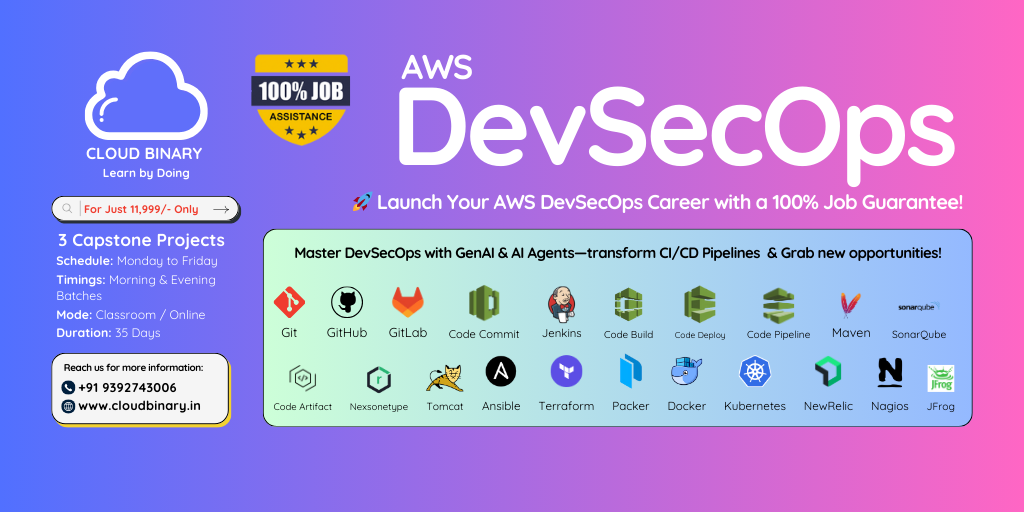 CLOUD BINARY
Learn by Doing
100% JOB
ASSISTANCE
AWS
DevSecOps
🚀 Launch Your AWS DevSecOps Career with a 100% Job Guarantee!
For Just 11,999/- Only
3 Capstone Projects
Schedule: Monday to Friday
Timings: Morning & Evening
Batches
Mode: Classroom / Online
Duration: 35 Days
Reach us for more information:
+91 9392743006
www.cloudbinary.in
Master DevSecOps with GenAI & AI Agents—transform CI/CD Pipelines & Grab new opportunities!
Git GitHub GitLab Code Commit Jenkins Code Build Code Deploy Code Pipeline Maven SonarQube
sonarqube
Code Artifact Nexsonetype Tomcat Ansible Terraform Packer Docker Kubernetes NewRelic Nagios JFrog
JFrog